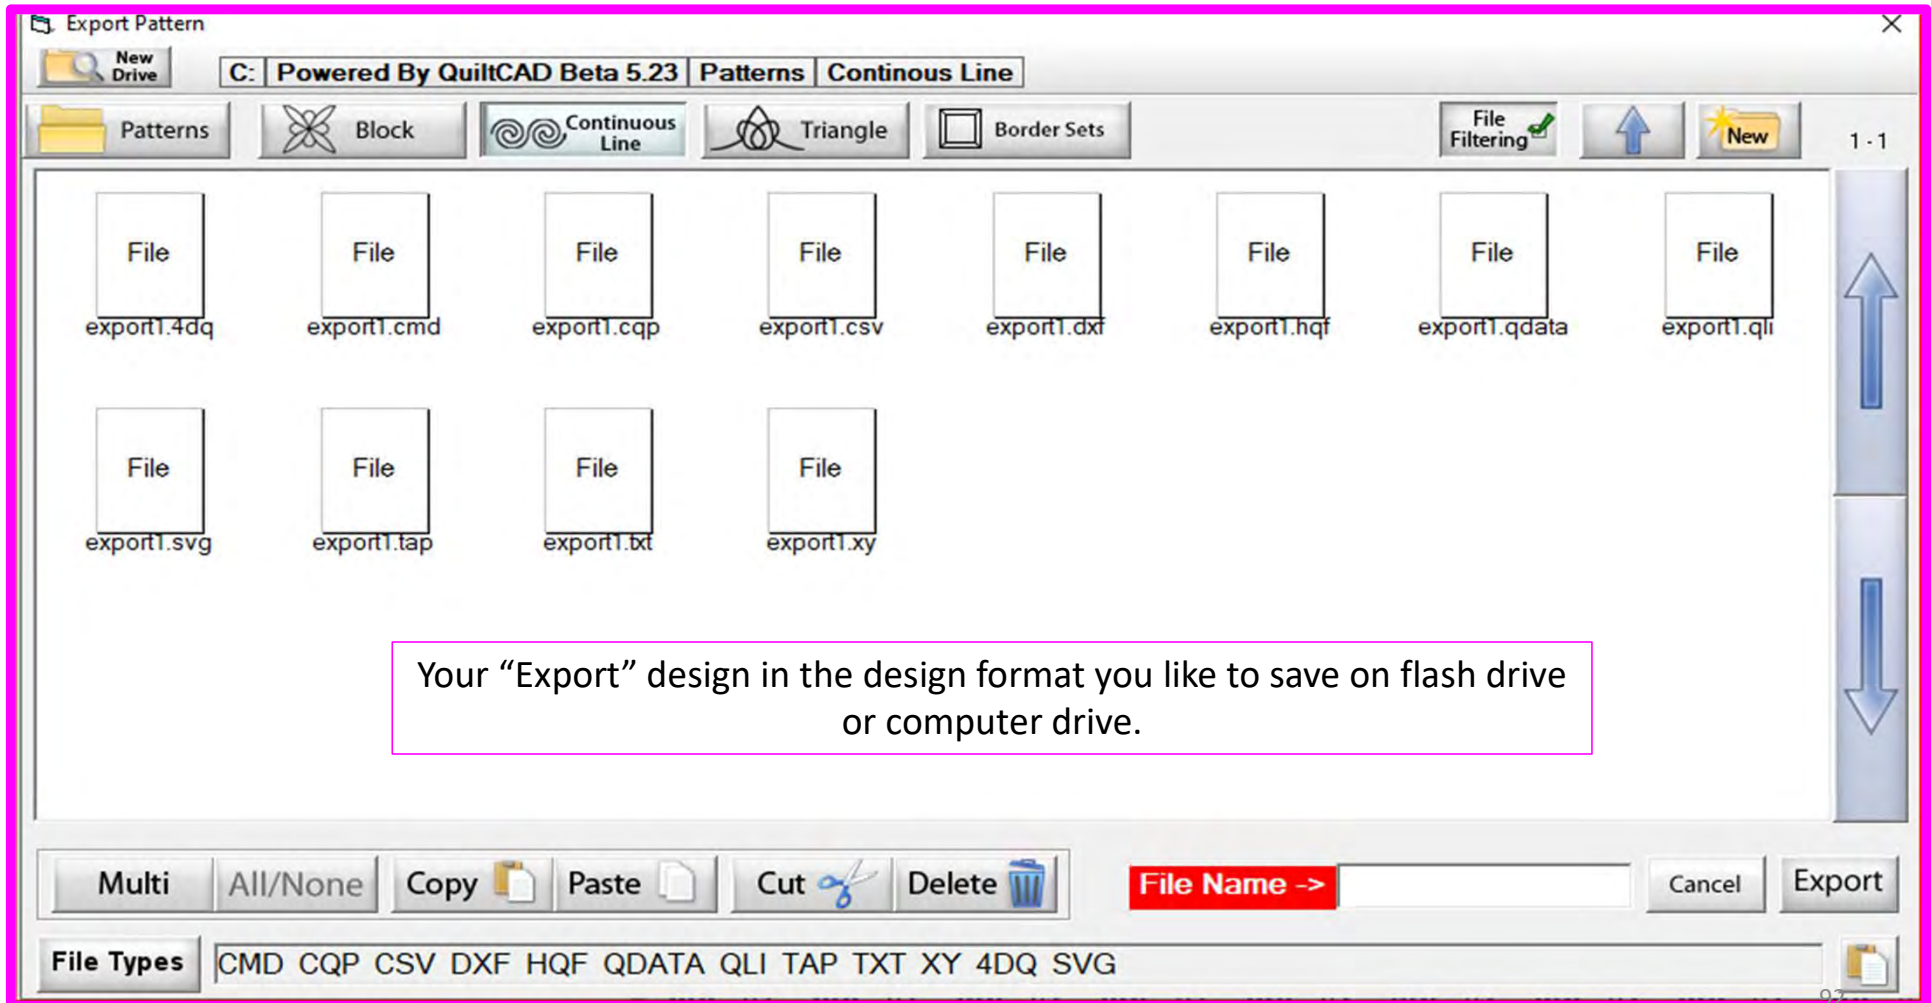 Export Pattern
New
Drive
C: Powered By QuiltCAD Beta 5.23 Patterns Continous Line
Patterns
Block
Continuous
Line
Triangle
Border Sets
File
Filtering
New
1 - 1
File File File File File File File File
export1.4dq export1.cmd export1.cqp export1.csv export1.dxf export1.hqf export1.qdata export1.qli
File File File File
export1.svg export1.tap export1.txt export1.xy
Your “Export” design in the design format you like to save on flash drive
or computer drive.
Multi All/None Copy Paste Cut Delete File Name -> Cancel Export
File Types CMD CQP CSV DXF HQF QDATA QLI TAP TXT XY 4DQ SVG